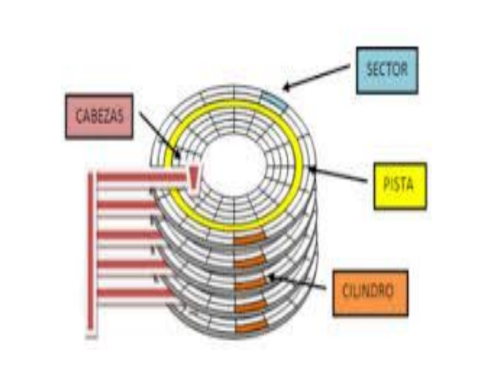 SECTOR
CABEZAS
PISTA
CILINDRO